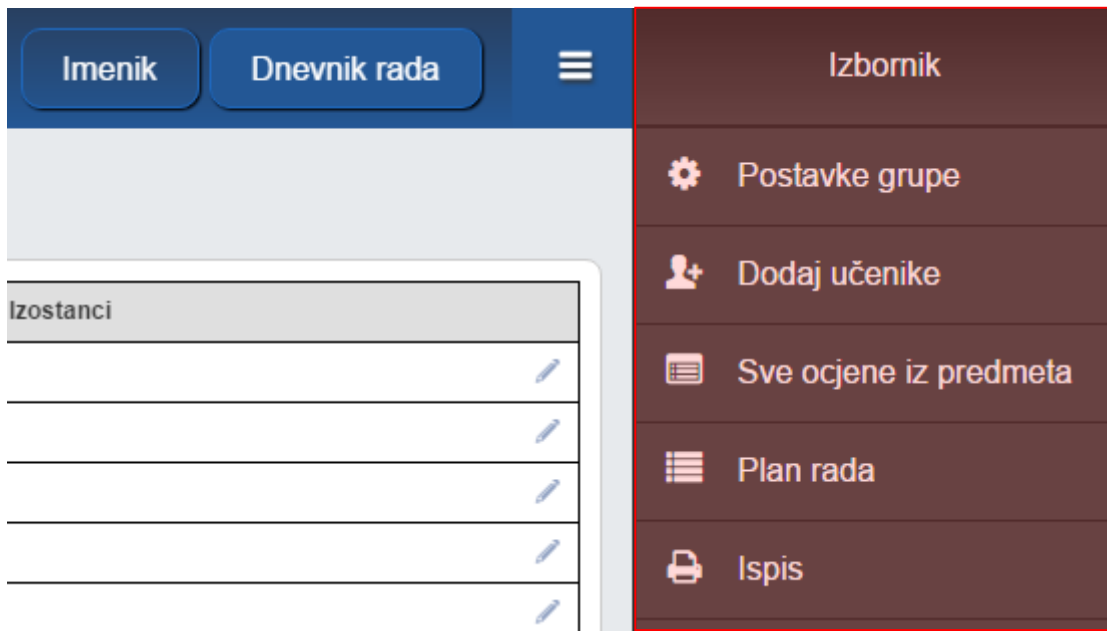 Imenik
Dnevnik rada
Izostanci
Izbornik
Postavke grupe
Dodaj učenike
Sve ocjene iz predmeta
Plan rada
Ispis